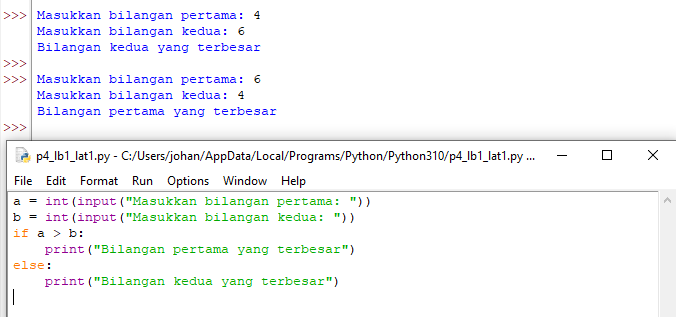 >>> Masukkan bilangan pertama: 4
Masukkan bilangan kedua: 6
Bilangan kedua yang terbesar
>>>
>>> Masukkan bilangan pertama: 6
Masukkan bilangan kedua: 4
Bilangan pertama yang terbesar
>>>
p4_lb1_lat1.py - C:/Users/johan/AppData/Local/Programs/Python/Python310/p4_lb1_lat1.py ...
File Edit Format Run Options Window Help
a = int(input("Masukkan bilangan pertama: "))
b = int(input("Masukkan bilangan kedua: "))
if a > b:
    print("Bilangan pertama yang terbesar")
else:
    print("Bilangan kedua yang terbesar")